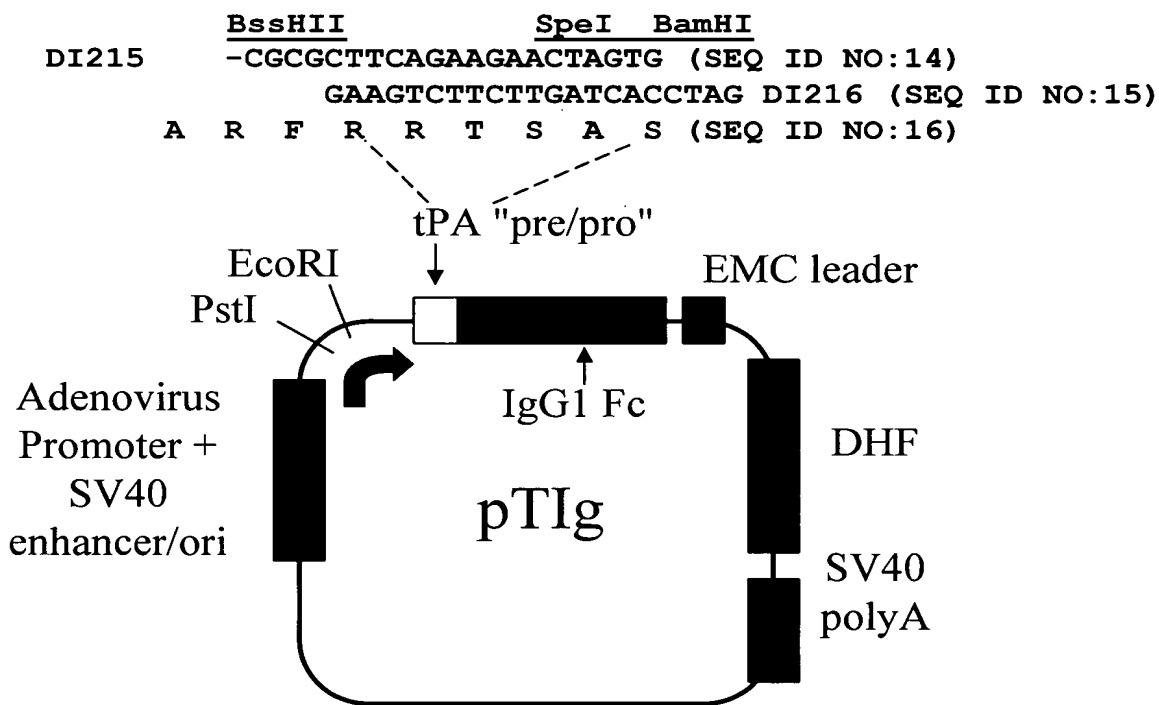 BssHII SpeI BamHI
DI215 -CGCGCTTCAGAAGAACTAGTG (SEQ ID NO:14)
GAAGTCTTCTTGATCACCTAG DI216 (SEQ ID NO:15)
A R F R R T S A S (SEQ ID NO:16)
tPA "pre/pro"
EcoRI
PstI
EMC leader
IgG1 Fc
Adenovirus
Promoter +
SV40
enhancer/ori
pTIg
DHF
SV40
polyA